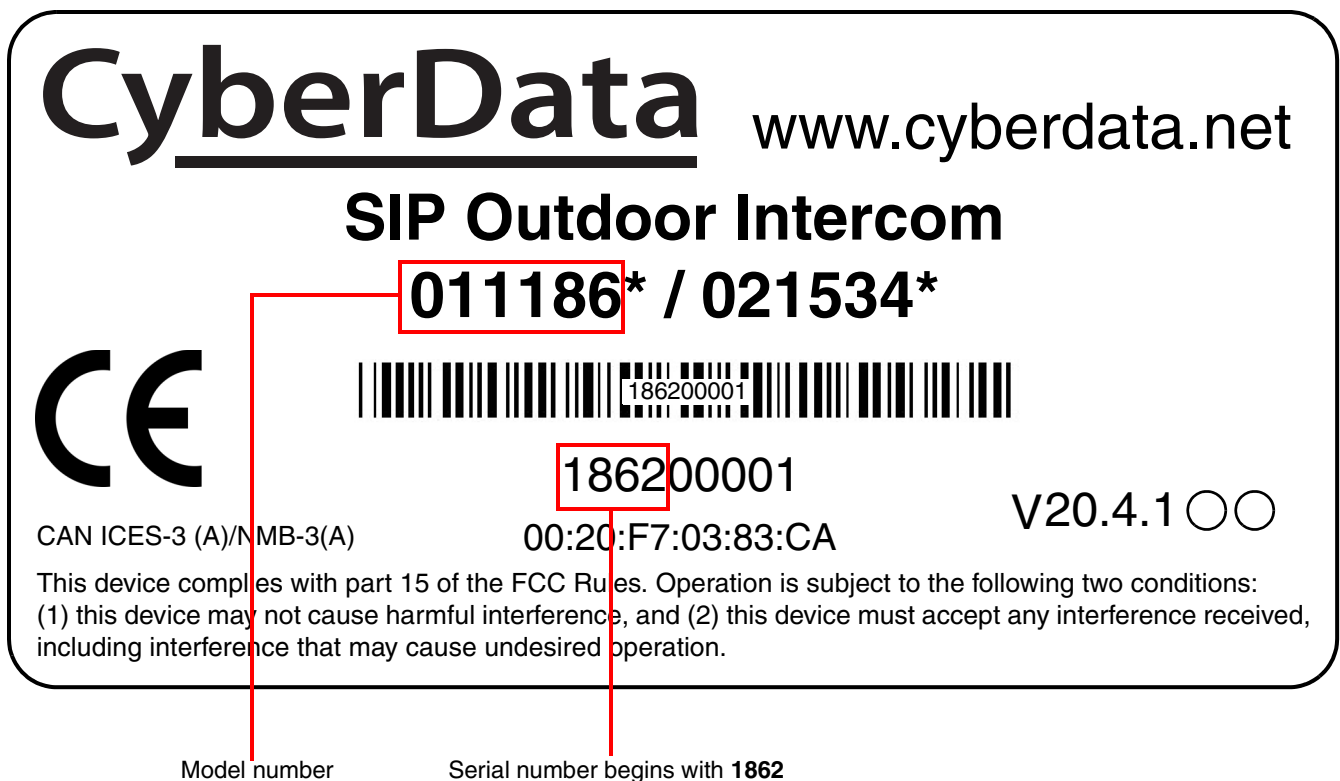 CyberData www.cyberdata.net
SIP Outdoor Intercom
011186* / 021534*
186200001
186200001
V20.4.1
CAN ICES-3 (A)/NMB-3(A) 00:20:F7:03:83:CA
This device complies with part 15 of the FCC Rules. Operation is subject to the following two conditions:
(1) this device may not cause harmful interference, and (2) this device must accept any interference received,
including interference that may cause undesired operation.
Model number Serial number begins with 1862